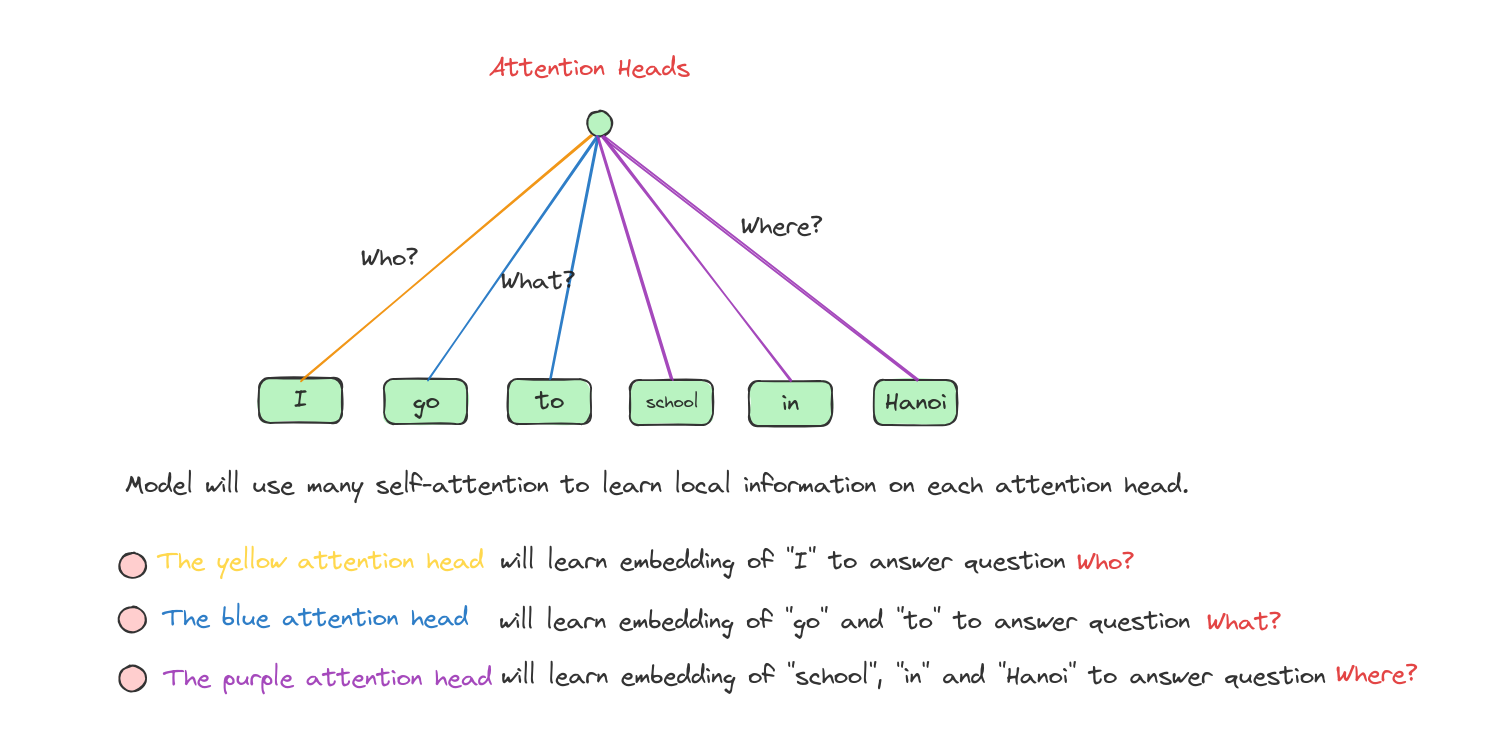 Attention Heads
Who?
What?
Where?
I go to school in Hanoi
Model will use many self-attention to learn local information on each attention head.
The yellow attention head will learn embedding of "I" to answer question Who?
The blue attention head will learn embedding of "go" and "to" to answer question What?
The purple attention head will learn embedding of "school", "in" and "Hanoi" to answer question Where?